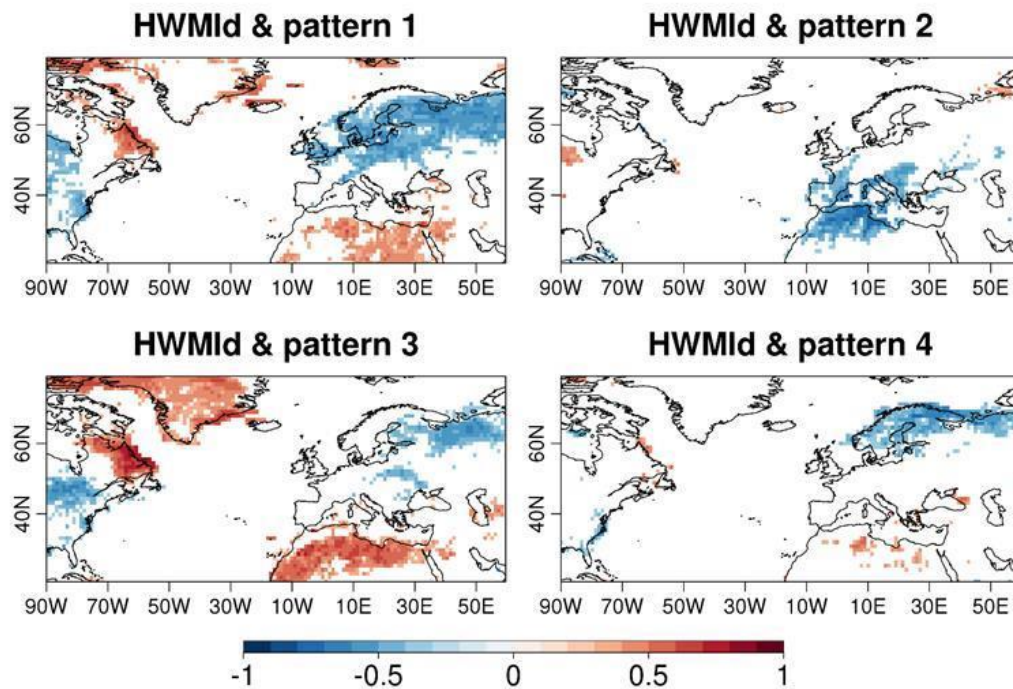 HWMId & pattern 1
HWMId & pattern 2
60N
40N
90W 70W 50W 30W 10W 10E 30E 50E
60N
40N
90W 70W 50W 30W 10W 10E 30E 50E
HWMId & pattern 3
HWMId & pattern 4
60N
40N
90W 70W 50W 30W 10W 10E 30E 50E
60N
40N
90W 70W 50W 30W 10W 10E 30E 50E
-1 -0.5 0 0.5 1